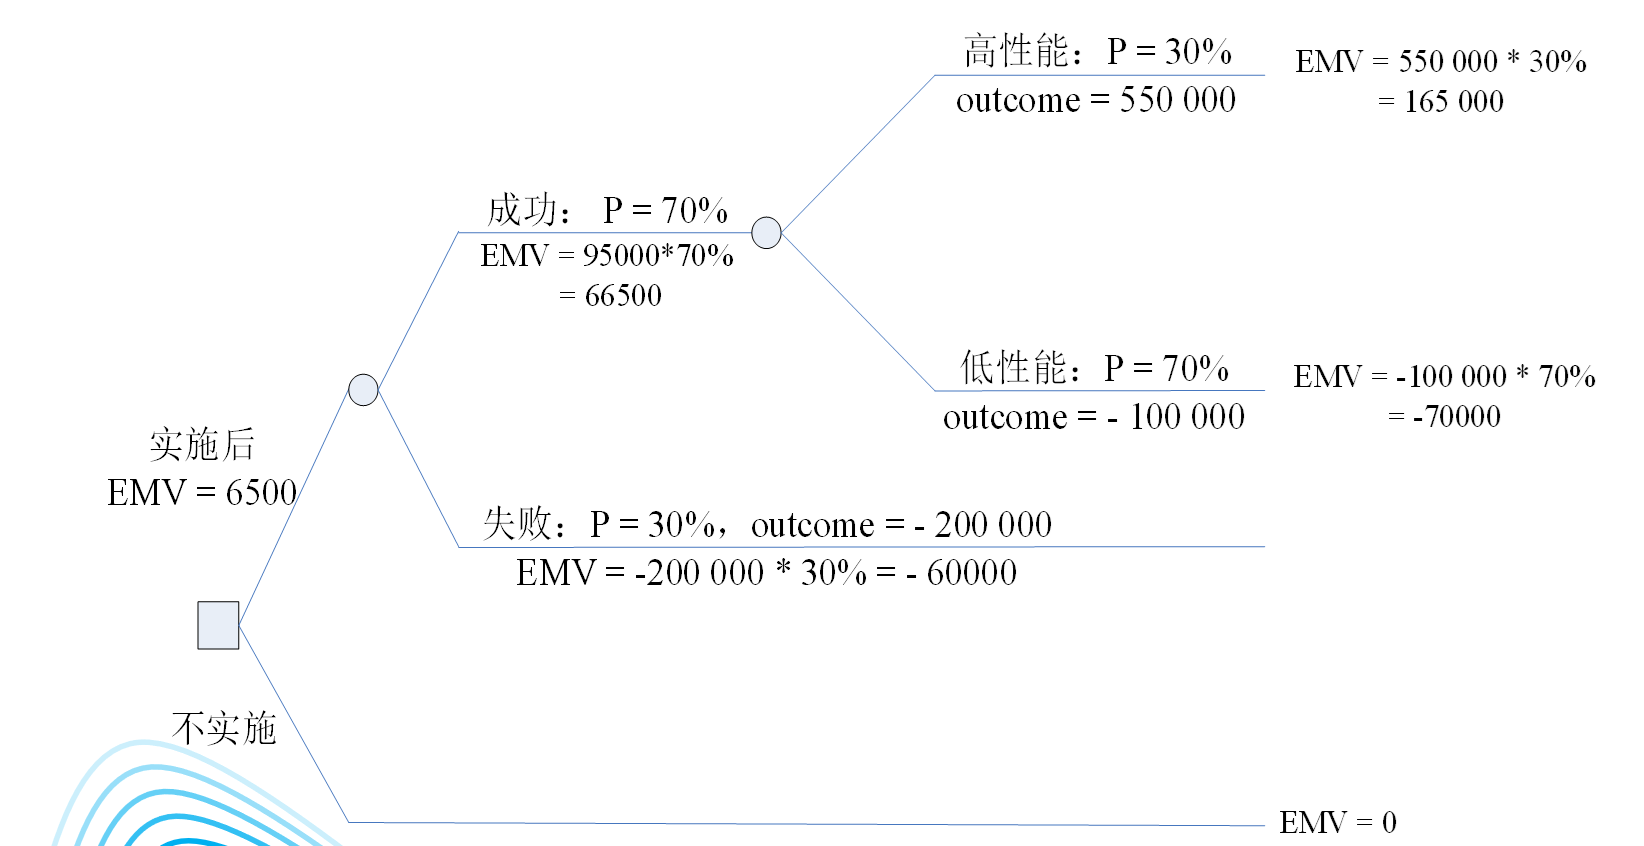 高性能：P = 30%
outcome = 550 000
EMV = 550 000 * 30%
= 165 000
成功： P = 70%
EMV = 95000*70%
= 66500
低性能：P = 70%
outcome = - 100 000
EMV = -100 000 * 70%
= -70000
实施后
EMV = 6500
失败：P = 30%，outcome = - 200 000
EMV = -200 000 * 30% = - 60000
不实施
EMV = 0